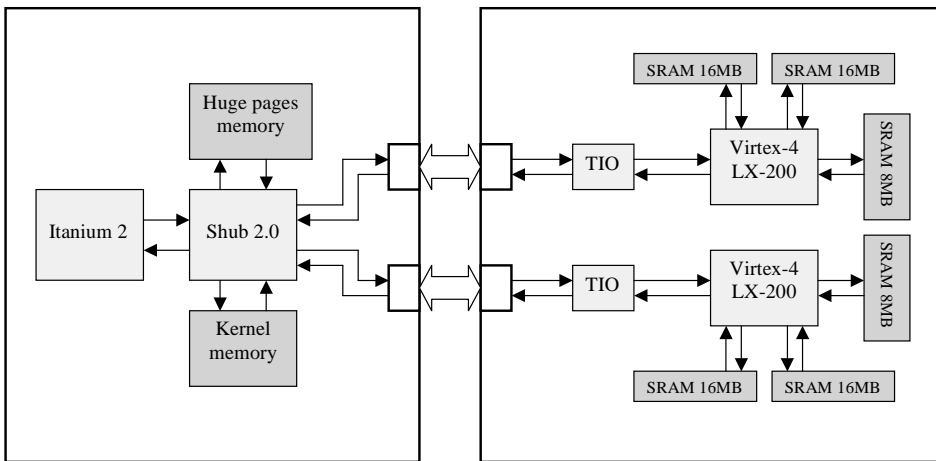 SRAM 16MB
SRAM 16MB
Huge pages
memory
TIO
Virtex-4
LX-200
SRAM 8MB
Itanium 2
Shub 2.0
Kernel
memory
TIO
Virtex-4
LX-200
SRAM 8MB
SRAM 16MB
SRAM 16MB